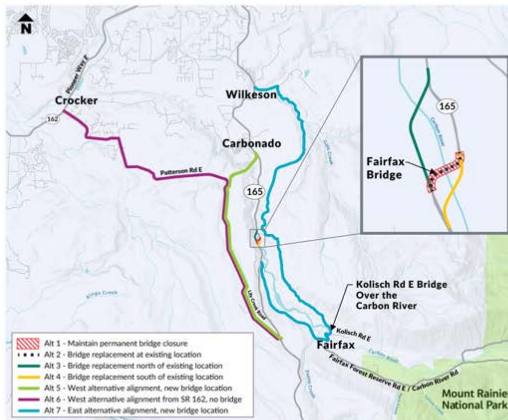 N
Pioneer Way E
Crocker
162
Wilkeson
Carbonado
Patterson Rd E
165
165
Carbon River
Fairfax
Bridge
Kolisch Rd E Bridge
Over the
Carbon River
Kolisch Rd E
Fairfax
Fairfax Forest Reserve Rd E / Carbon River Rd
Carbon River
Mount Rainier
National Park
Alt 1 - Maintain permanent bridge closure
Alt 2 - Bridge replacement at existing location
Alt 3 - Bridge replacement north of existing location
Alt 4 - Bridge replacement south of existing location
Alt 5 - West alternative alignment, new bridge location
Alt 6 - West alternative alignment from SR 162, no bridge
Alt 7 - East alternative alignment, new bridge location